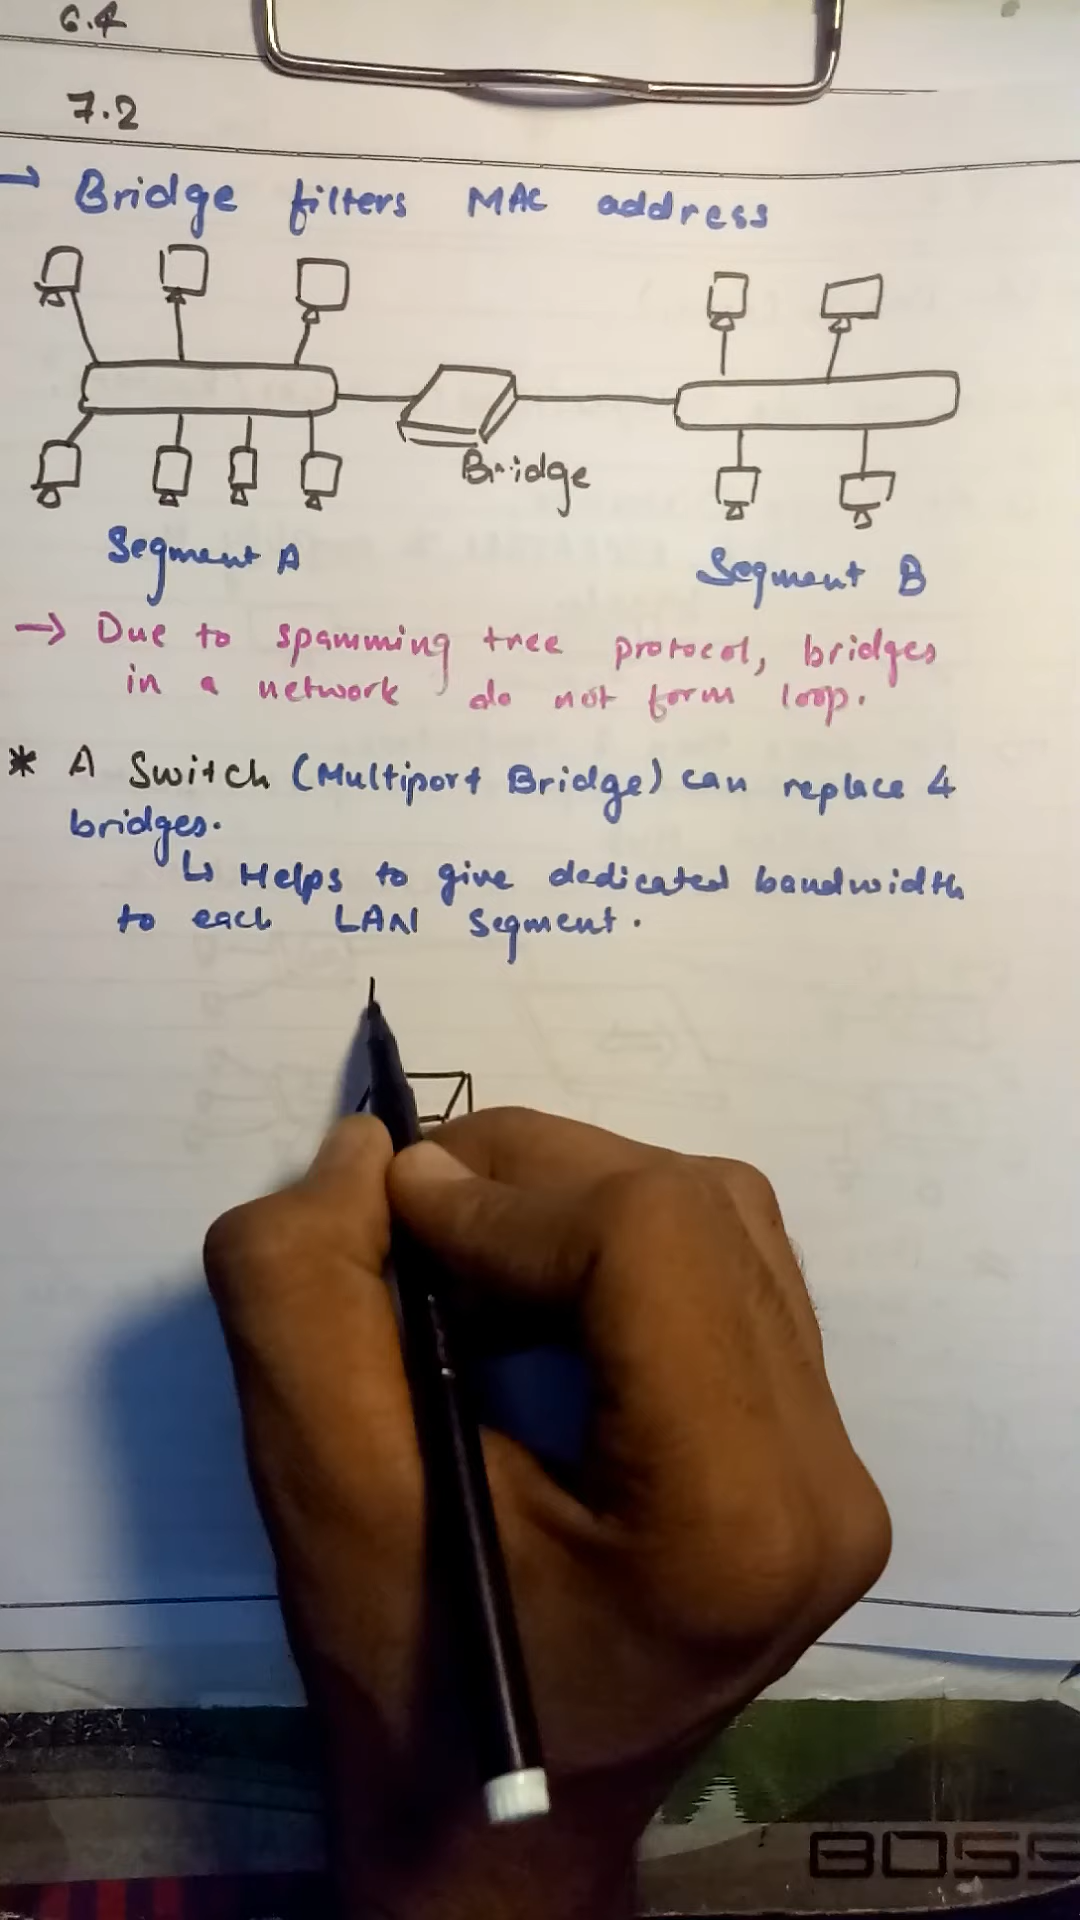 6.4
7.2
→ Bridge filters MAC address
Bridge
Segment A
Segment B
→ Due to spamming tree protocol, bridges
in a network do not form loop.
* A Switch (Multiport Bridge) can replace 4
bridges.
↳ Helps to give dedicated bandwidth
to each LAN segment.
BOSS